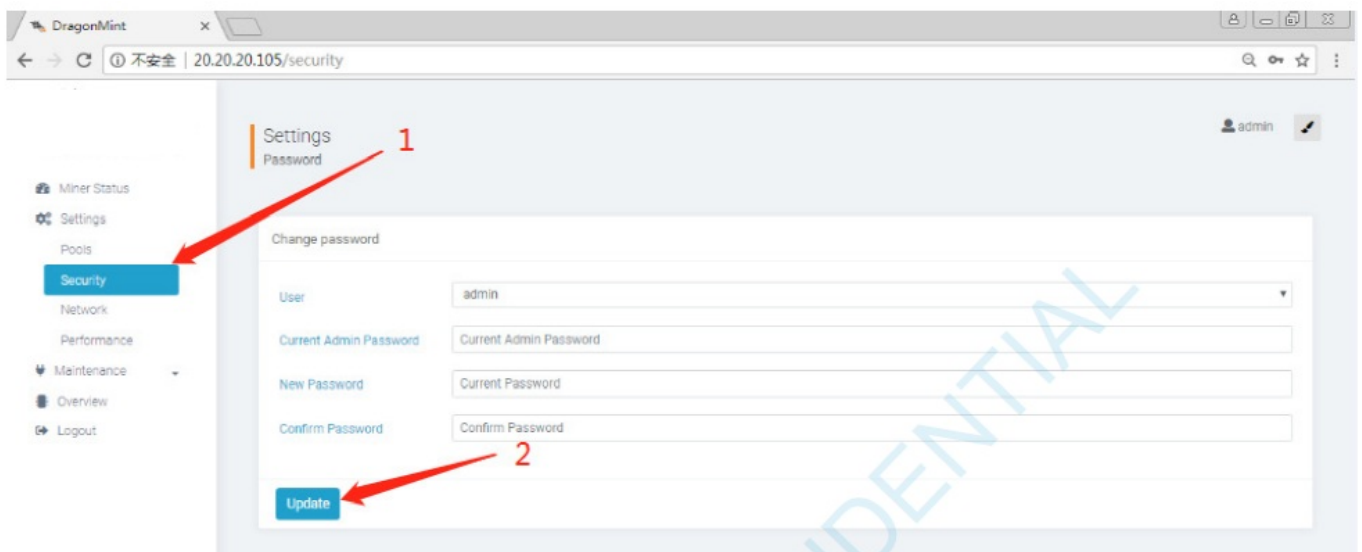 DragonMint
不安全 | 20.20.20.105/security
admin
Settings
Password
1
Miner Status
Settings
Pools
Security
Network
Performance
Maintenance
Overview
Logout
Change password
User admin
Current Admin Password Current Admin Password
New Password Current Password
Confirm Password Confirm Password
2
Update
DENTIAL